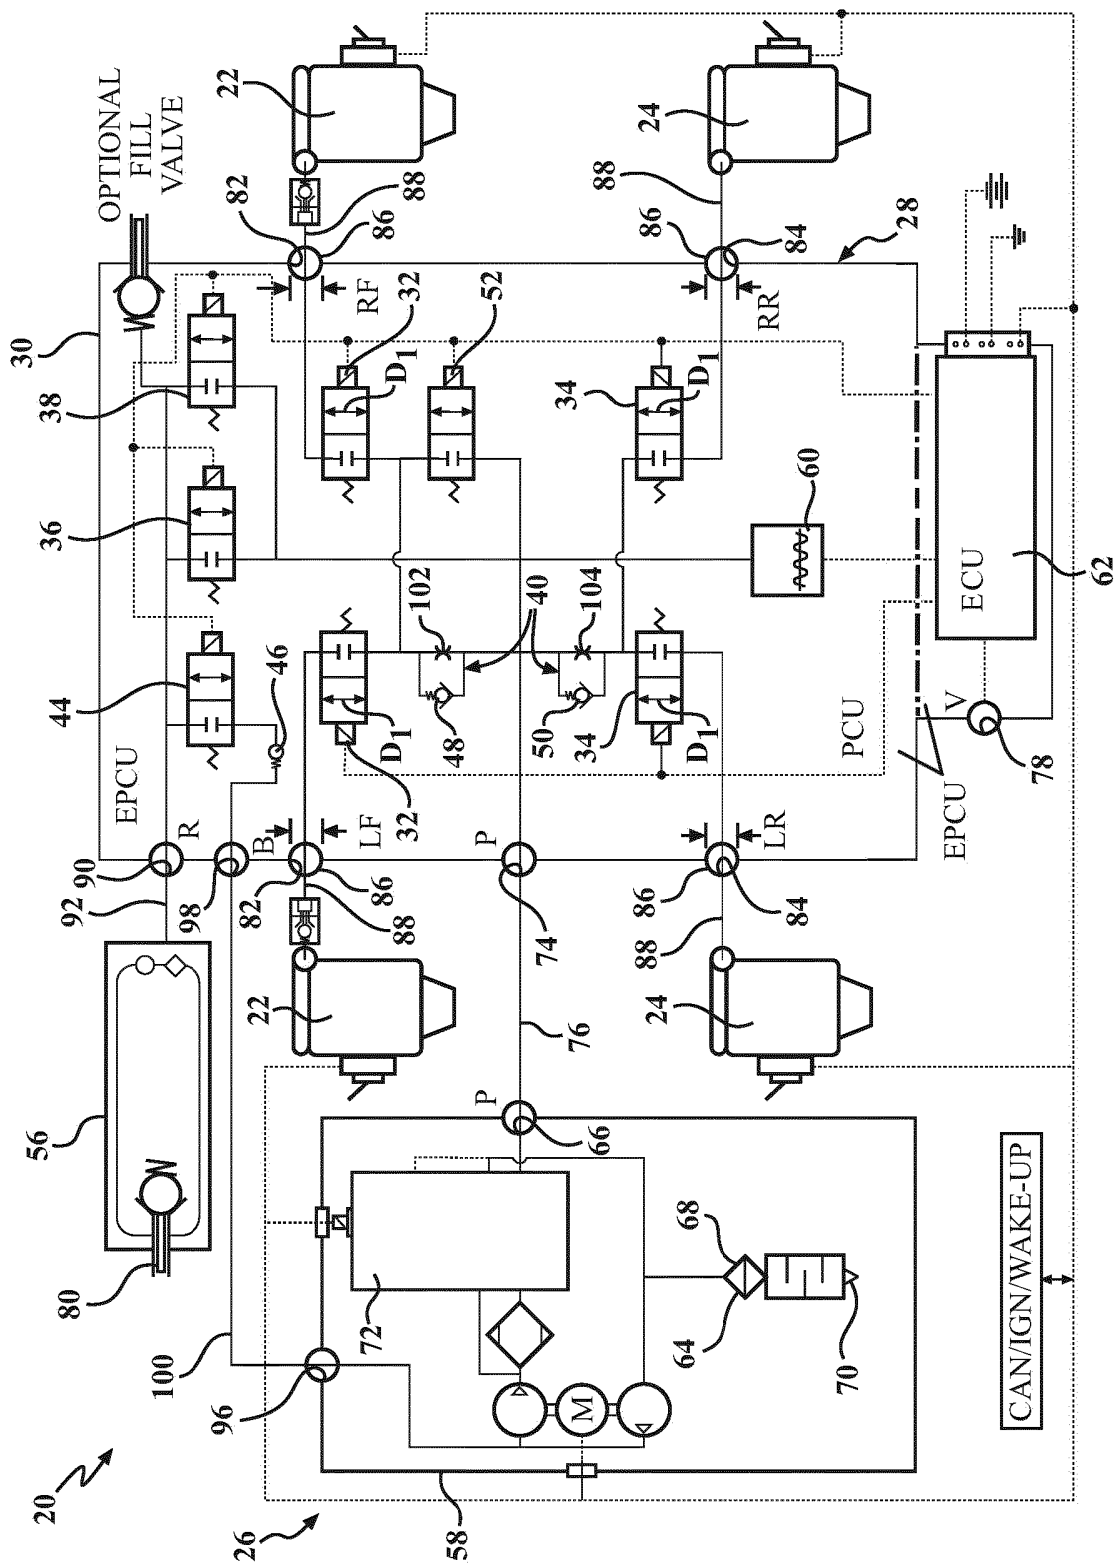 30
56
20
38
36
44
80
92
90
OPTIONAL
FILL
VALVE
EPCU
100
R
98
96
22
82
26
82
B
22
46
72
LF
RF
86
86
D1
D1
88
88
32
32
102
48
58
P
P
52
40
74
50
34
76
M
34
104
66
88
24
88
86
86
24
68
64
D1
D1
LR
RR
84
84
60
70
PCU
28
EPCU
V
ECU
CAN/IGN/WAKE-UP
78
62